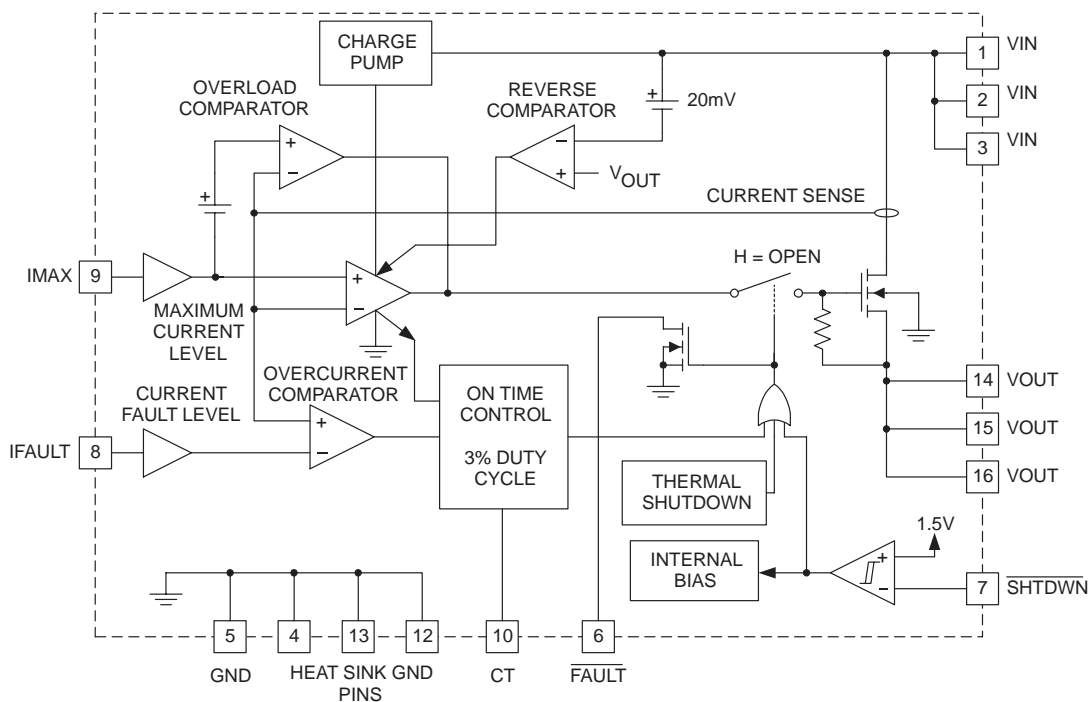 CHARGE
PUMP
1
VIN
OVERLOAD
COMPARATOR
REVERSE
COMPARATOR
+
20mV
2
VIN
3
VIN
+
–
–
+
VOUT
+
CURRENT SENSE
IMAX
9
+
–
H = OPEN
MAXIMUM
CURRENT
LEVEL
OVERCURRENT
COMPARATOR
CURRENT
FAULT LEVEL
ON TIME
CONTROL
3% DUTY
CYCLE
14
VOUT
15
VOUT
16
VOUT
IFAULT
8
+
–
THERMAL
SHUTDOWN
1.5V
INTERNAL
BIAS
+
–
7
SHTDWN
5
4
13
12
10
6
GND
HEAT SINK GND
PINS
CT
FAULT